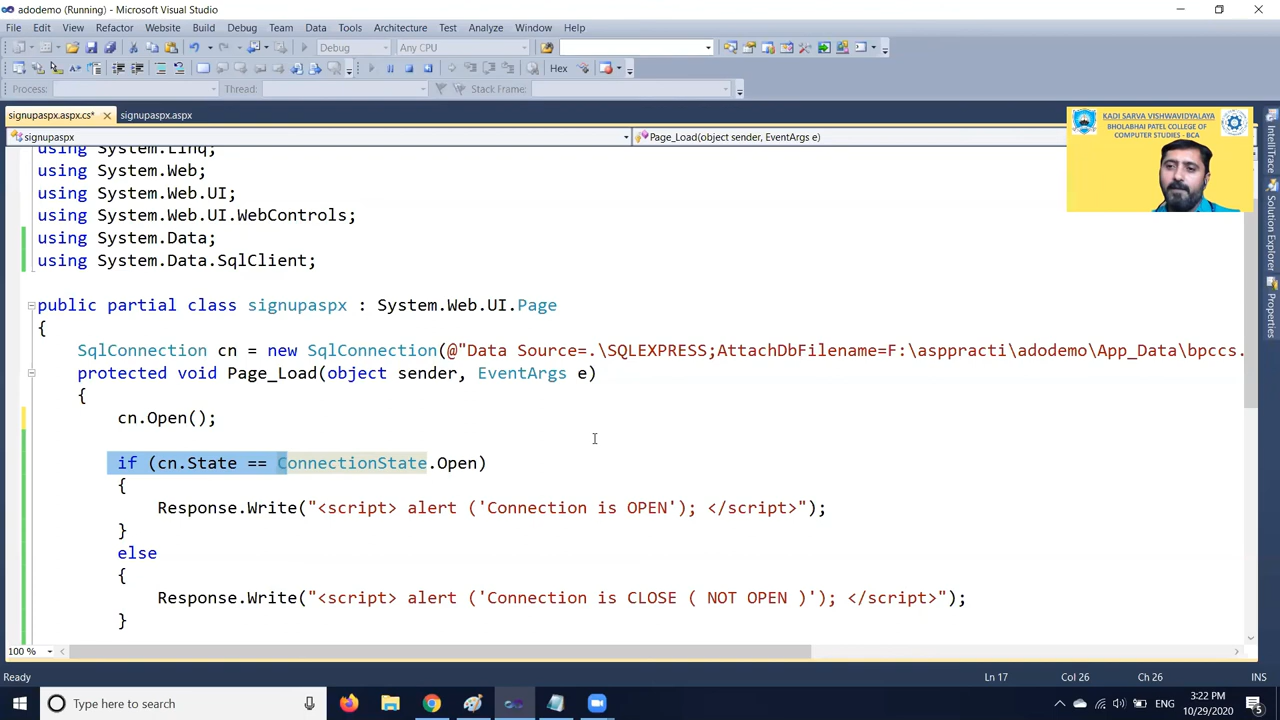 adodemo (Running) - Microsoft Visual Studio
File Edit View Refactor Website Build Debug Team Data Tools Architecture Test Analyze Window Help
Debug Any CPU
Hex
Process: Thread: Stack Frame:
signupaspx.aspx.cs* signupaspx.aspx
signupaspx Page_Load(object sender, EventArgs e)
KADI SARVA VISHWAVIDYALAYA
BHOLABHAI PATEL COLLEGE OF
COMPUTER STUDIES - BCA
IntelliTrace
Solution Explorer
Properties
using System.Linq;
using System.Web;
using System.Web.UI;
using System.Web.UI.WebControls;
using System.Data;
using System.Data.SqlClient;
public partial class signupaspx : System.Web.UI.Page
{
SqlConnection cn = new SqlConnection(@"Data Source=.\SQLEXPRESS;AttachDbFilename=F:\asppracti\adodemo\App_Data\bpccs.
protected void Page_Load(object sender, EventArgs e)
{
cn.Open();
if (cn.State == ConnectionState.Open)
{
Response.Write("<script> alert ('Connection is OPEN'); </script>");
}
else
{
Response.Write("<script> alert ('Connection is CLOSE ( NOT OPEN )'); </script>");
}
100 %
Ready Ln 17 Col 26 Ch 26 INS
Type here to search
ENG
3:22 PM
10/29/2020
5